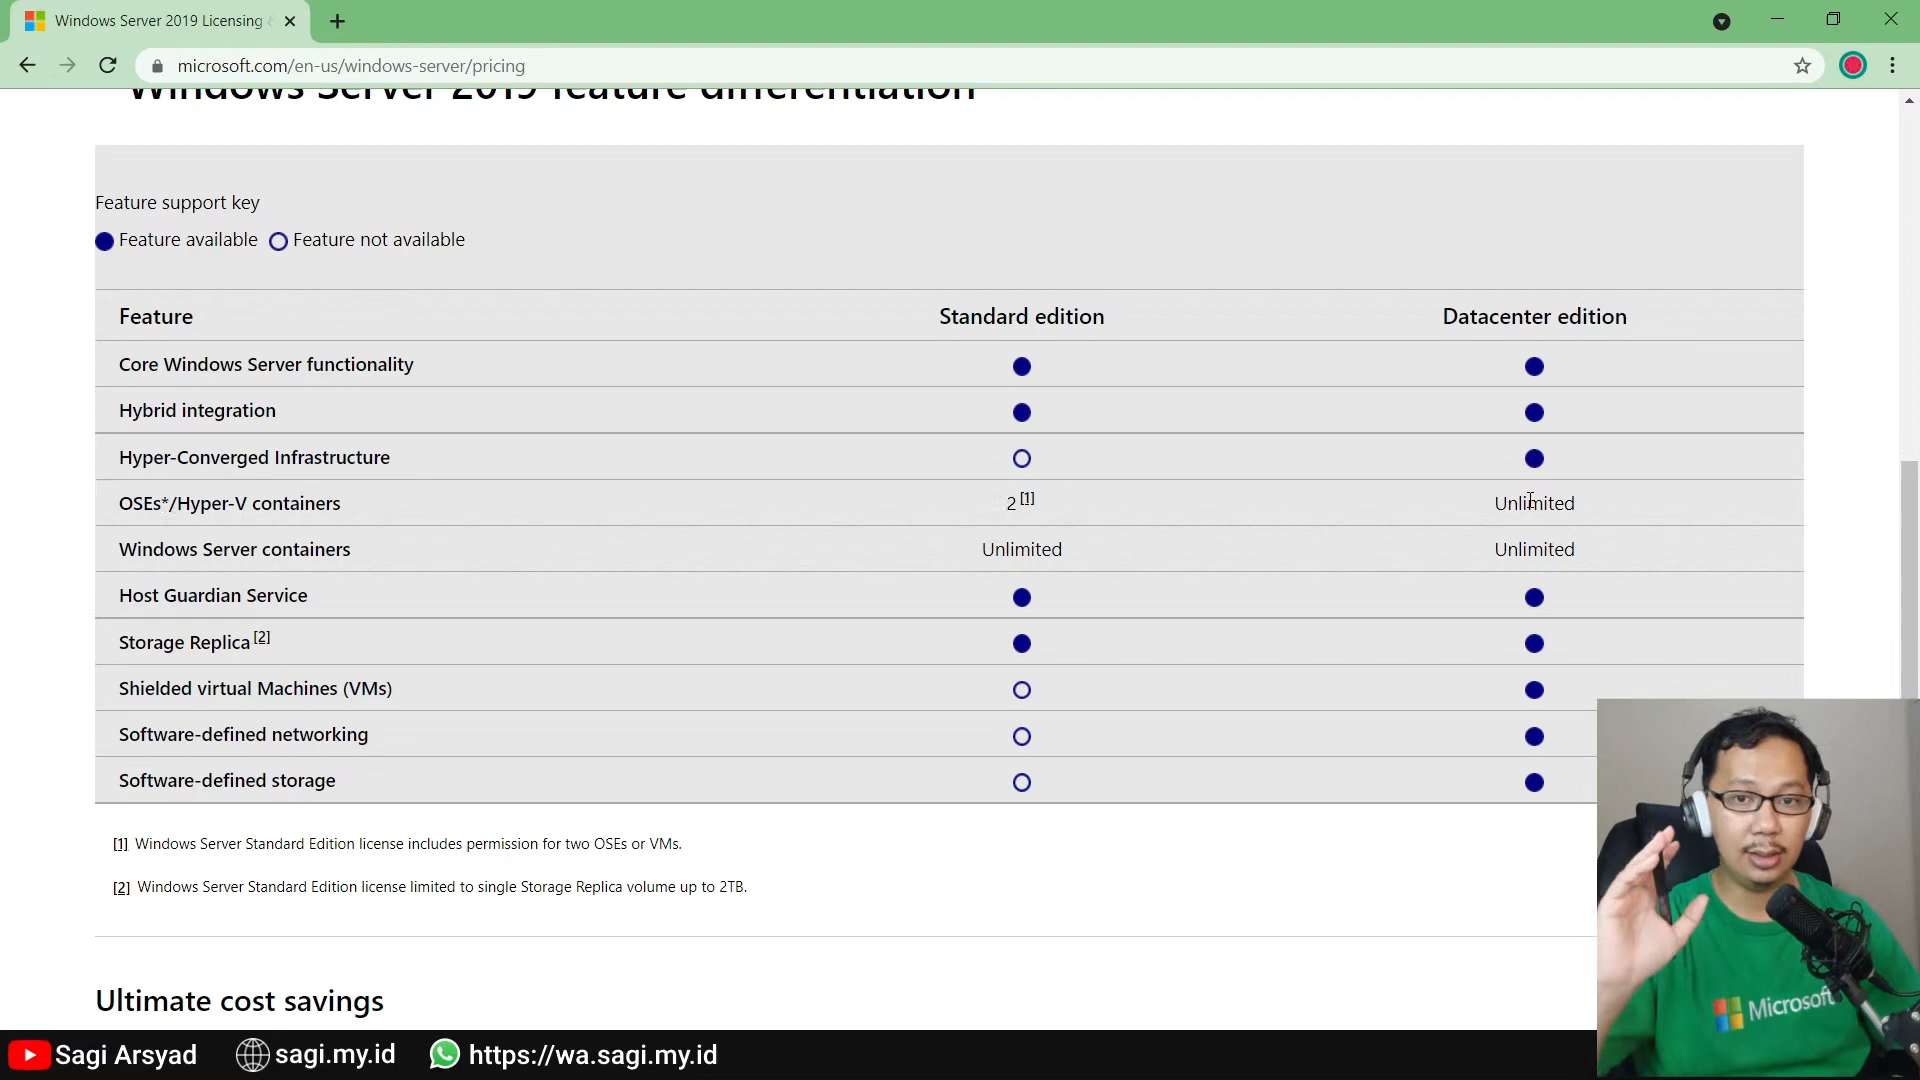 Windows Server 2019 Licensing
microsoft.com/en-us/windows-server/pricing
Windows Server 2019 feature differentiation
Feature support key
Feature available Feature not available
Feature Standard edition Datacenter edition
Core Windows Server functionality
Hybrid integration
Hyper-Converged Infrastructure
OSEs*/Hyper-V containers 2 [1] Unlimited
Windows Server containers Unlimited Unlimited
Host Guardian Service
Storage Replica [2]
Shielded virtual Machines (VMs)
Software-defined networking
Software-defined storage
[1] Windows Server Standard Edition license includes permission for two OSEs or VMs.
[2] Windows Server Standard Edition license limited to single Storage Replica volume up to 2TB.
Ultimate cost savings
Microsoft
Sagi Arsyad sagi.my.id https://wa.sagi.my.id